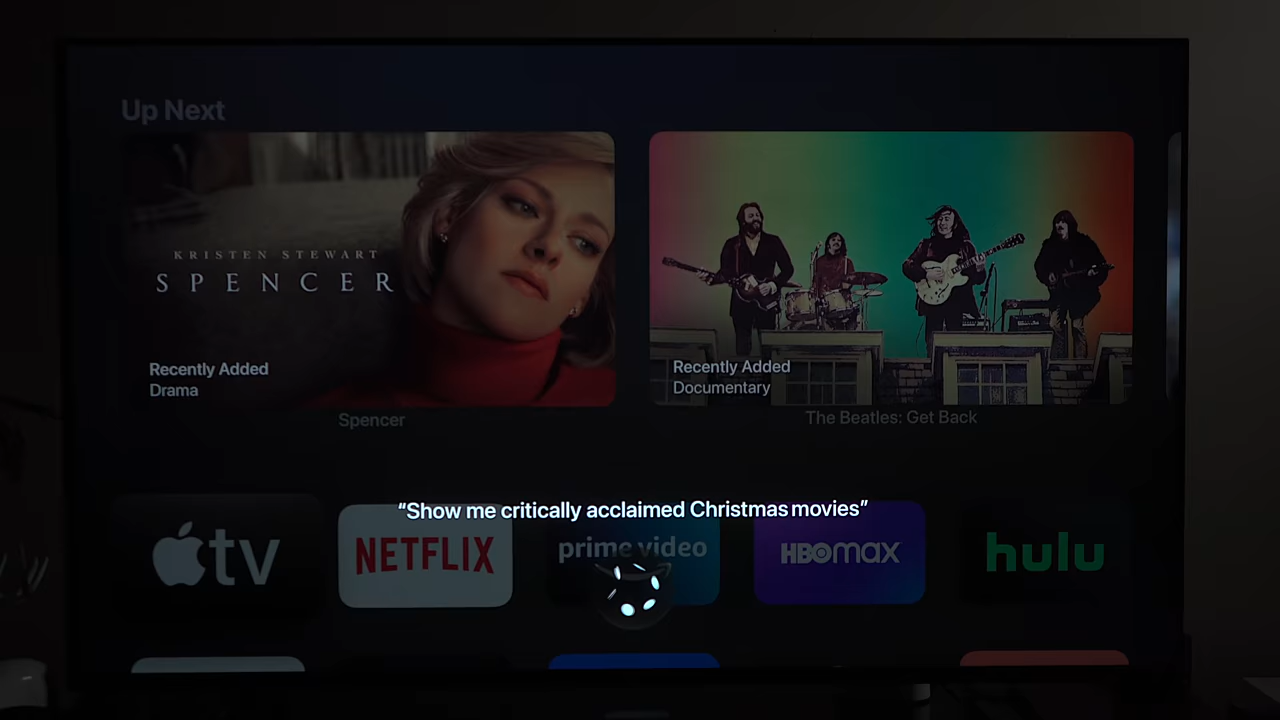 Up Next
KRISTEN STEWART
SPENCER
Recently Added
Drama
Spencer
Recently Added
Documentary
The Beatles: Get Back
“Show me critically acclaimed Christmas movies”
tv
NETFLIX
prime video
HBOmax
hulu